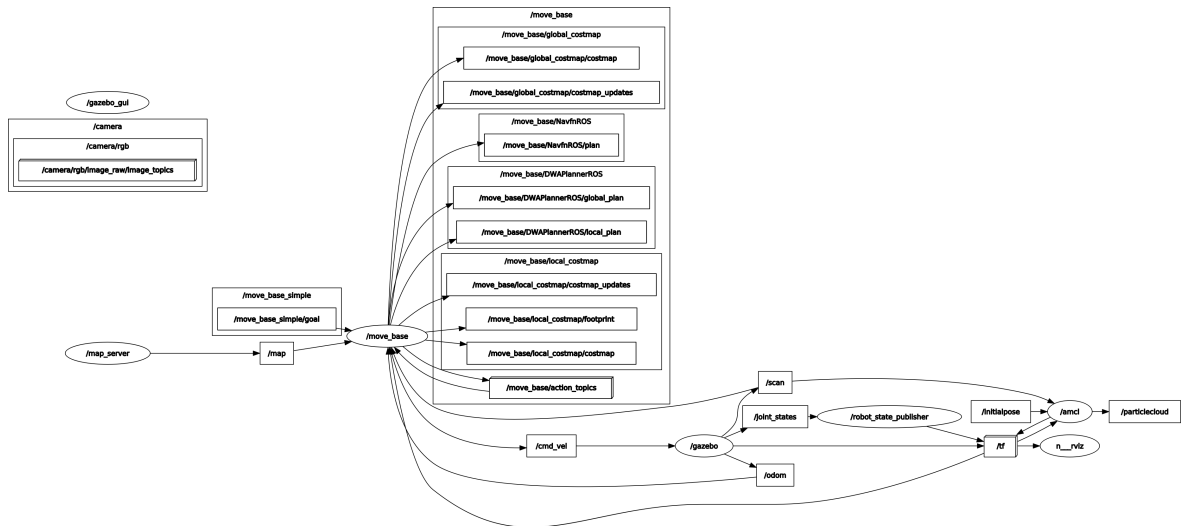 /move_base
/move_base/global_costmap
/move_base/global_costmap/costmap
/move_base/global_costmap/costmap_updates
/gazebo_gui
/camera
/camera/rgb
/camera/rgb/image_raw/image_topics
/move_base/NavfnROS
/move_base/NavfnROS/plan
/move_base/DWAPlannerROS
/move_base/DWAPlannerROS/global_plan
/move_base/DWAPlannerROS/local_plan
/move_base/local_costmap
/move_base/local_costmap/costmap_updates
/move_base/local_costmap/footprint
/move_base/local_costmap/costmap
/move_base/action_topics
/move_base_simple
/move_base_simple/goal
/move_base
/map_server
/map
/scan
/joint_states
/robot_state_publisher
/initialpose
/amcl
/particlecloud
/cmd_vel
/gazebo
/tf
n__rviz
/odom